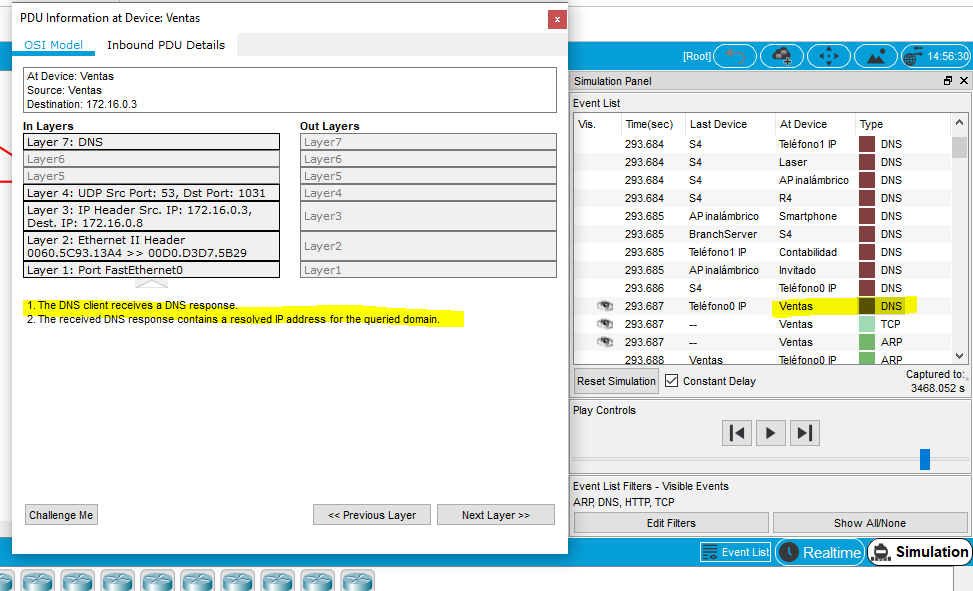 PDU Information at Device: Ventas
x
OSI Model
Inbound PDU Details
At Device: Ventas
Source: Ventas
Destination: 172.16.0.3
In Layers
Layer 7: DNS
Layer6
Layer5
Layer 4: UDP Src Port: 53, Dst Port: 1031
Layer 3: IP Header Src. IP: 172.16.0.3,
Dest. IP: 172.16.0.8
Layer 2: Ethernet II Header
0060.5C93.13A4 >> 00D0.D3D7.5B29
Layer 1: Port FastEthernet0
Out Layers
Layer7
Layer6
Layer5
Layer4
Layer3
Layer2
Layer1
1. The DNS client receives a DNS response.
2. The received DNS response contains a resolved IP address for the queried domain.
Challenge Me
<< Previous Layer
Next Layer >>
[Root]
14:56:30
Simulation Panel
Event List
Vis. Time(sec) Last Device At Device Type
293.684 S4 Teléfono1 IP DNS
293.684 S4 Laser DNS
293.684 S4 AP inalámbrico DNS
293.684 S4 R4 DNS
293.685 AP inalámbrico Smartphone DNS
293.685 BranchServer S4 DNS
293.685 Teléfono1 IP Contabilidad DNS
293.685 AP inalámbrico Invitado DNS
293.686 S4 Teléfono0 IP DNS
293.687 Teléfono0 IP Ventas DNS
293.687 -- Ventas TCP
293.687 -- Ventas ARP
293.688 Ventas Teléfono0 IP ARP
Reset Simulation
Constant Delay
Captured to:
3468.052 s
Play Controls
Event List Filters - Visible Events
ARP, DNS, HTTP, TCP
Edit Filters
Show All/None
Event List
Realtime
Simulation